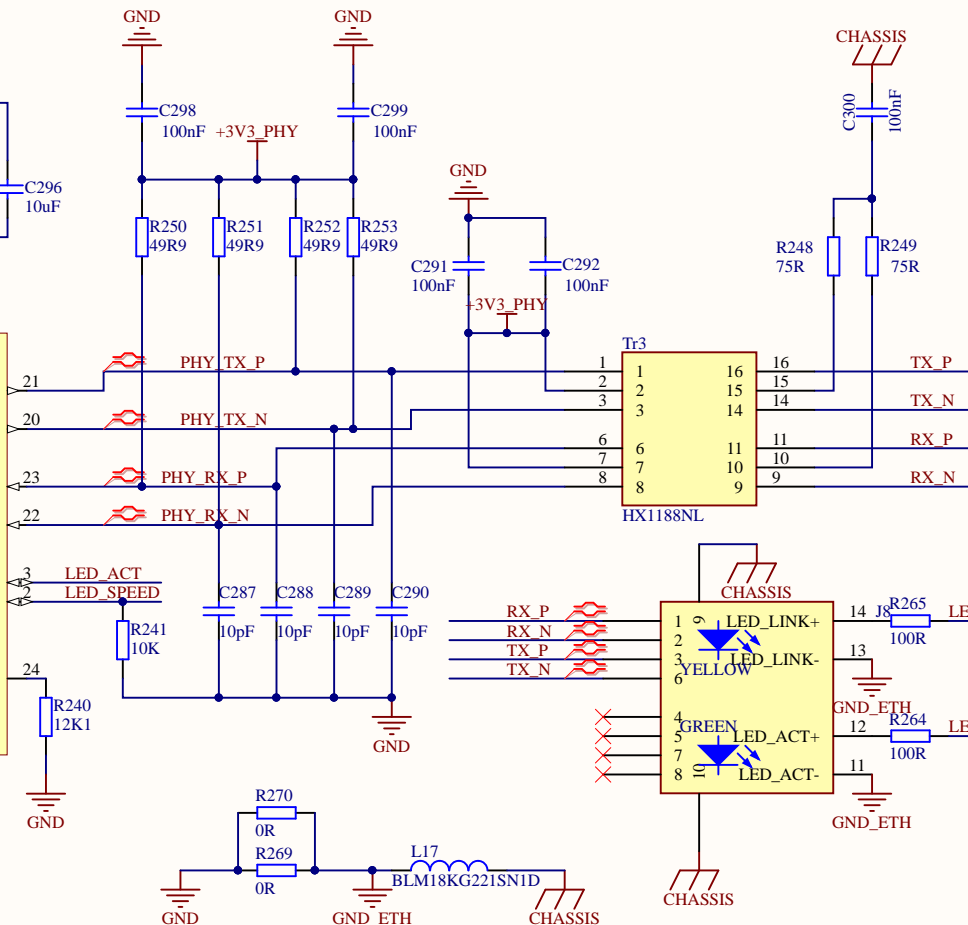 GND
GND
CHASSIS
C298
100nF
+3V3_PHY
C299
100nF
C300
100nF
C296
10uF
GND
R250
49R9
R251
49R9
R252
49R9
R253
49R9
C291
100nF
C292
100nF
+3V3_PHY
R248
75R
R249
75R
Tr3
21
PHY_TX_P
1
1
16
16
TX_P
2
2
15
15
20
PHY_TX_N
3
3
14
14
TX_N
6
6
11
11
RX_P
23
PHY_RX_P
7
7
10
10
22
PHY_RX_N
8
8
9
9
RX_N
HX1188NL
3
LED_ACT
2
LED_SPEED
R241
10K
C287
10pF
C288
10pF
C289
10pF
C290
10pF
24
R240
12K1
GND
GND
CHASSIS
RX_P
1
9
LED_LINK+
14
J8
R265
100R
LE
RX_N
2
TX_P
3
YELLOW
LED_LINK-
13
TX_N
6
GND_ETH
4
5
GREEN
LED_ACT+
12
R264
100R
LE
7
8
10
LED_ACT-
11
GND_ETH
CHASSIS
R270
0R
R269
0R
L17
BLM18KG221SN1D
GND
GND_ETH
CHASSIS